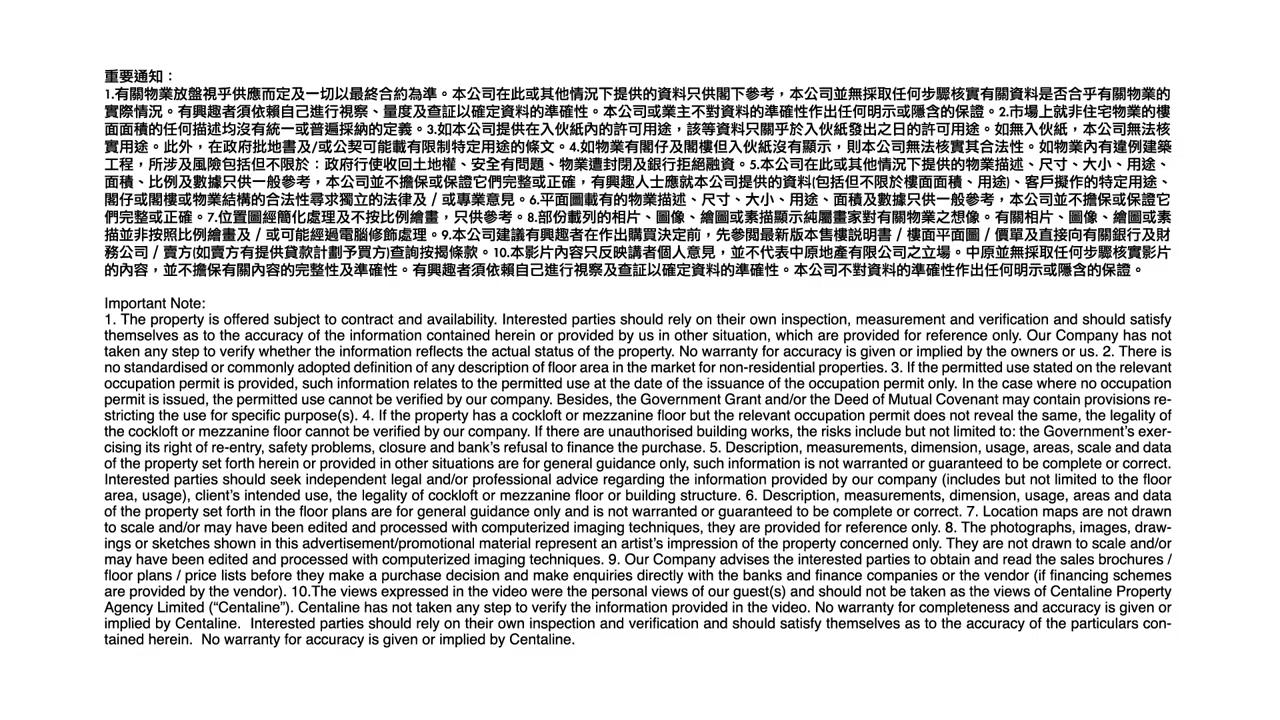 重要通知：
1.有關物業放盤視乎供應而定及一切以最終合約為準。本公司在此或其他情況下提供的資料只供閣下參考，本公司並無採取任何步驟核實有關資料是否合乎有關物業的
實際情況。有興趣者須依賴自己進行視察、量度及查証以確定資料的準確性。本公司或業主不對資料的準確性作出任何明示或隱含的保證。2.市場上就非住宅物業的樓
面面積的任何描述均沒有統一或普遍採納的定義。3.如本公司提供在入伙紙內的許可用途，該等資料只關乎於入伙紙發出之日的許可用途。如無入伙紙，本公司無法核
實用途。此外，在政府批地書及/或公契可能載有限制特定用途的條文。4.如物業有閣仔及閣樓但入伙紙沒有顯示，則本公司無法核實其合法性。如物業內有違例建築
工程，所涉及風險包括但不限於：政府行使收回土地權、安全有問題、物業遭封閉及銀行拒絕融資。5.本公司在此或其他情況下提供的物業描述、尺寸、大小、用途、
面積、比例及數據只供一般參考，本公司並不擔保或保證它們完整或正確，有興趣人士應就本公司提供的資料(包括但不限於樓面面積、用途)、客戶擬作的特定用途、
閣仔或閣樓或物業結構的合法性尋求獨立的法律及 / 或專業意見。6.平面圖載有的物業描述、尺寸、大小、用途、面積及數據只供一般參考，本公司並不擔保或保證它
們完整或正確。7.位置圖經簡化處理及不按比例繪畫，只供參考。8.部份載列的相片、圖像、繪圖或素描顯示純屬畫家對有關物業之想像。有關相片、圖像、繪圖或素
描並非按照比例繪畫及 / 或可能經過電腦修飾處理。9.本公司建議有興趣者在作出購買決定前，先參閱最新版本售樓説明書 / 樓面平面圖 / 價單及直接向有關銀行及財
務公司 / 賣方(如賣方有提供貸款計劃予買方)查詢按揭條款。10.本影片內容只反映講者個人意見，並不代表中原地產有限公司之立場。中原並無採取任何步驟核實影片
的內容，並不擔保有關內容的完整性及準確性。有興趣者須依賴自己進行視察及查証以確定資料的準確性。本公司不對資料的準確性作出任何明示或隱含的保證。
Important Note:
1. The property is offered subject to contract and availability. Interested parties should rely on their own inspection, measurement and verification and should satisfy
themselves as to the accuracy of the information contained herein or provided by us in other situation, which are provided for reference only. Our Company has not
taken any step to verify whether the information reflects the actual status of the property. No warranty for accuracy is given or implied by the owners or us. 2. There is
no standardised or commonly adopted definition of any description of floor area in the market for non-residential properties. 3. If the permitted use stated on the relevant
occupation permit is provided, such information relates to the permitted use at the date of the issuance of the occupation permit only. In the case where no occupation
permit is issued, the permitted use cannot be verified by our company. Besides, the Government Grant and/or the Deed of Mutual Covenant may contain provisions re-
stricting the use for specific purpose(s). 4. If the property has a cockloft or mezzanine floor but the relevant occupation permit does not reveal the same, the legality of
the cockloft or mezzanine floor cannot be verified by our company. If there are unauthorised building works, the risks include but not limited to: the Government’s exer-
cising its right of re-entry, safety problems, closure and bank’s refusal to finance the purchase. 5. Description, measurements, dimension, usage, areas, scale and data
of the property set forth herein or provided in other situations are for general guidance only, such information is not warranted or guaranteed to be complete or correct.
Interested parties should seek independent legal and/or professional advice regarding the information provided by our company (includes but not limited to the floor
area, usage), client’s intended use, the legality of cockloft or mezzanine floor or building structure. 6. Description, measurements, dimension, usage, areas and data
of the property set forth in the floor plans are for general guidance only and is not warranted or guaranteed to be complete or correct. 7. Location maps are not drawn
to scale and/or may have been edited and processed with computerized imaging techniques, they are provided for reference only. 8. The photographs, images, draw-
ings or sketches shown in this advertisement/promotional material represent an artist’s impression of the property concerned only. They are not drawn to scale and/or
may have been edited and processed with computerized imaging techniques. 9. Our Company advises the interested parties to obtain and read the sales brochures /
floor plans / price lists before they make a purchase decision and make enquiries directly with the banks and finance companies or the vendor (if financing schemes
are provided by the vendor). 10.The views expressed in the video were the personal views of our guest(s) and should not be taken as the views of Centaline Property
Agency Limited (“Centaline”). Centaline has not taken any step to verify the information provided in the video. No warranty for completeness and accuracy is given or
implied by Centaline.  Interested parties should rely on their own inspection and verification and should satisfy themselves as to the accuracy of the particulars con-
tained herein.  No warranty for accuracy is given or implied by Centaline.